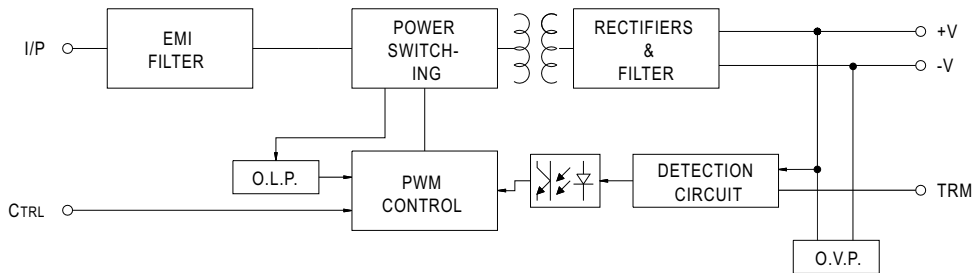 I/P
EMI
FILTER
POWER
SWITCH-
ING
RECTIFIERS
&
FILTER
+V
-V
O.L.P.
PWM
CONTROL
DETECTION
CIRCUIT
TRM
CTRL
O.V.P.